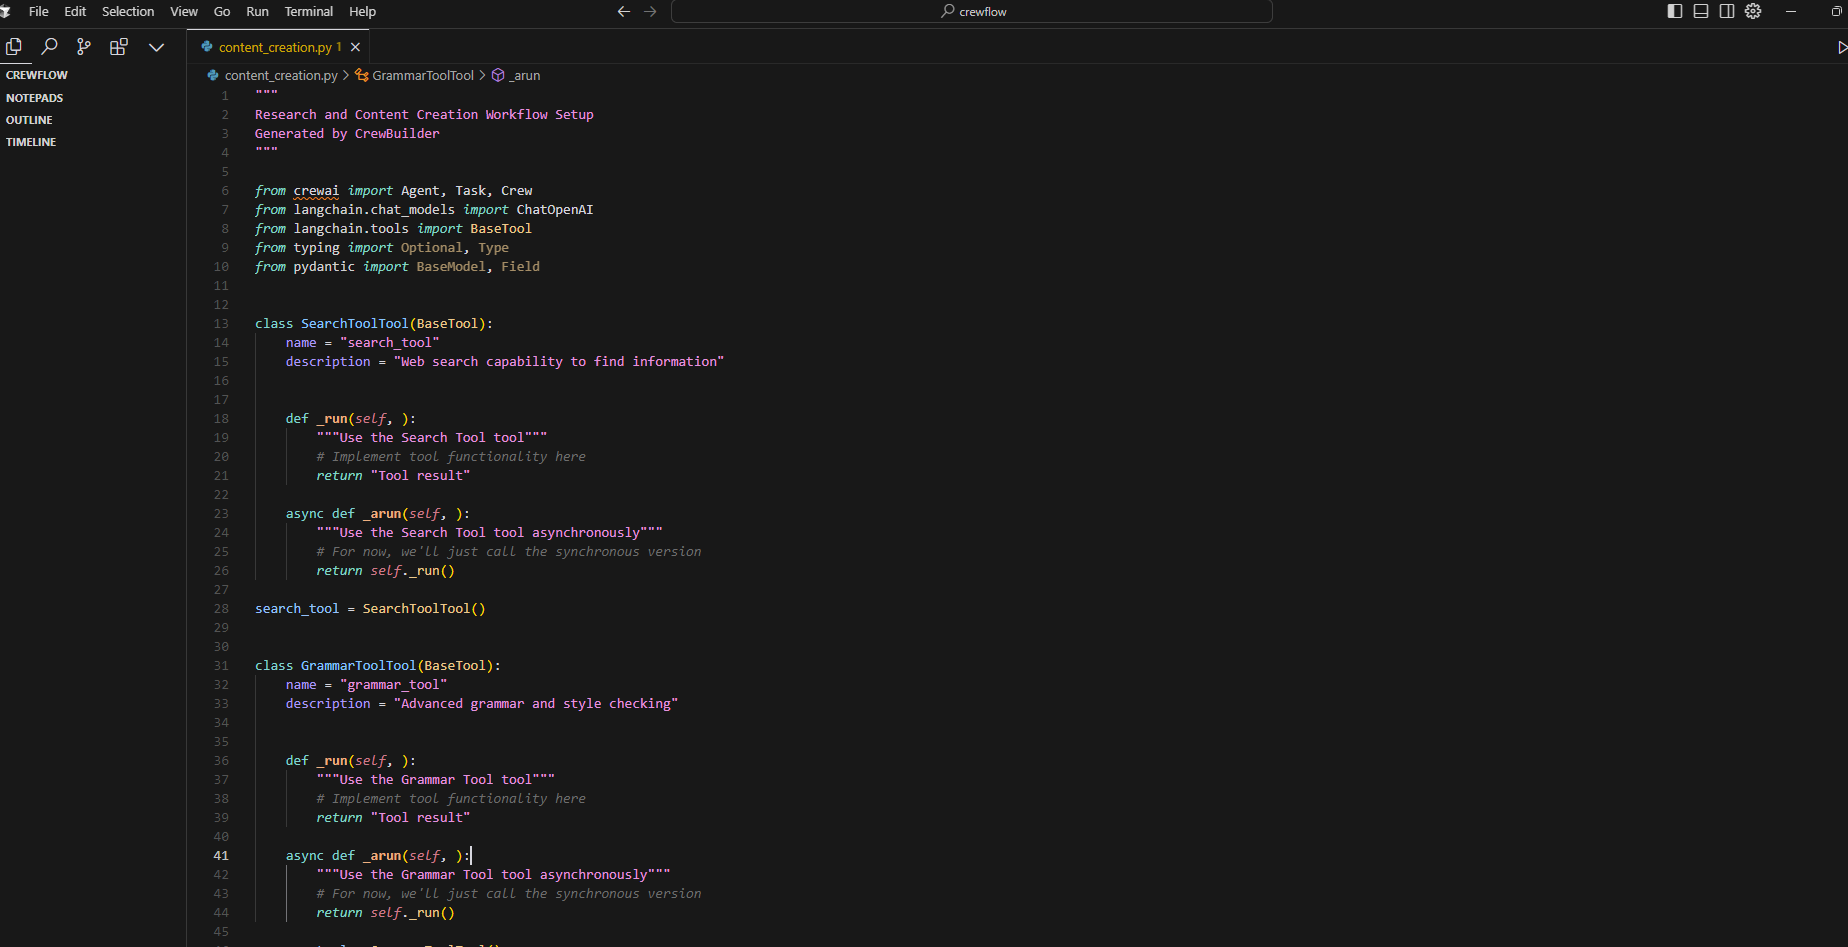 File Edit Selection View Go Run Terminal Help
crewflow
content_creation.py 1
CREWFLOW
NOTEPADS
OUTLINE
TIMELINE
content_creation.py > GrammarToolTool > _arun
1 """
2 Research and Content Creation Workflow Setup
3 Generated by CrewBuilder
4 """
5
6 from crewai import Agent, Task, Crew
7 from langchain.chat_models import ChatOpenAI
8 from langchain.tools import BaseTool
9 from typing import Optional, Type
10 from pydantic import BaseModel, Field
11
12
13 class SearchToolTool(BaseTool):
14     name = "search_tool"
15     description = "Web search capability to find information"
16
17
18     def _run(self, ):
19         """Use the Search Tool tool"""
20         # Implement tool functionality here
21         return "Tool result"
22
23     async def _arun(self, ):
24         """Use the Search Tool tool asynchronously"""
25         # For now, we'll just call the synchronous version
26         return self._run()
27
28 search_tool = SearchToolTool()
29
30
31 class GrammarToolTool(BaseTool):
32     name = "grammar_tool"
33     description = "Advanced grammar and style checking"
34
35
36     def _run(self, ):
37         """Use the Grammar Tool tool"""
38         # Implement tool functionality here
39         return "Tool result"
40
41     async def _arun(self, ):
42         """Use the Grammar Tool tool asynchronously"""
43         # For now, we'll just call the synchronous version
44         return self._run()
45